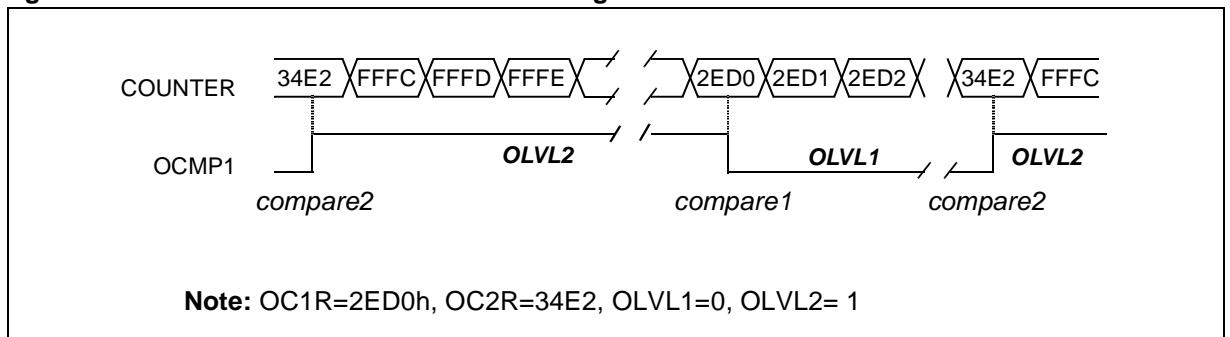 COUNTER 34E2 FFFC FFFD FFFE 2ED0 2ED1 2ED2 34E2 FFFC
OCMP1 OLVL2 OLVL1 OLVL2
compare2 compare1 compare2
Note: OC1R=2ED0h, OC2R=34E2, OLVL1=0, OLVL2= 1